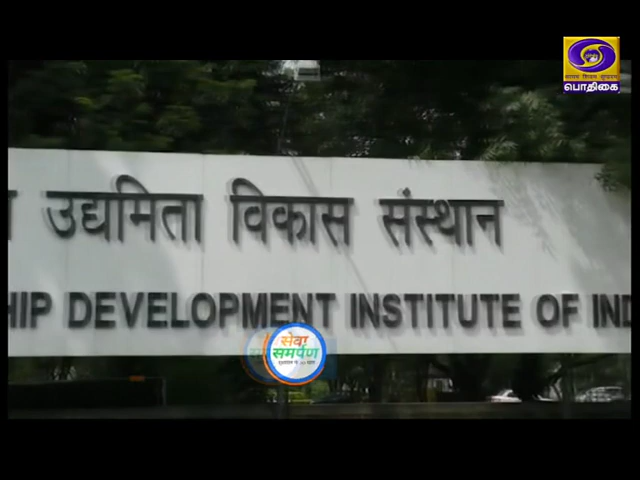 பொதிகை
उद्यमिता विकास संस्थान
HIP DEVELOPMENT INSTITUTE OF IND
सेवा
समर्पण